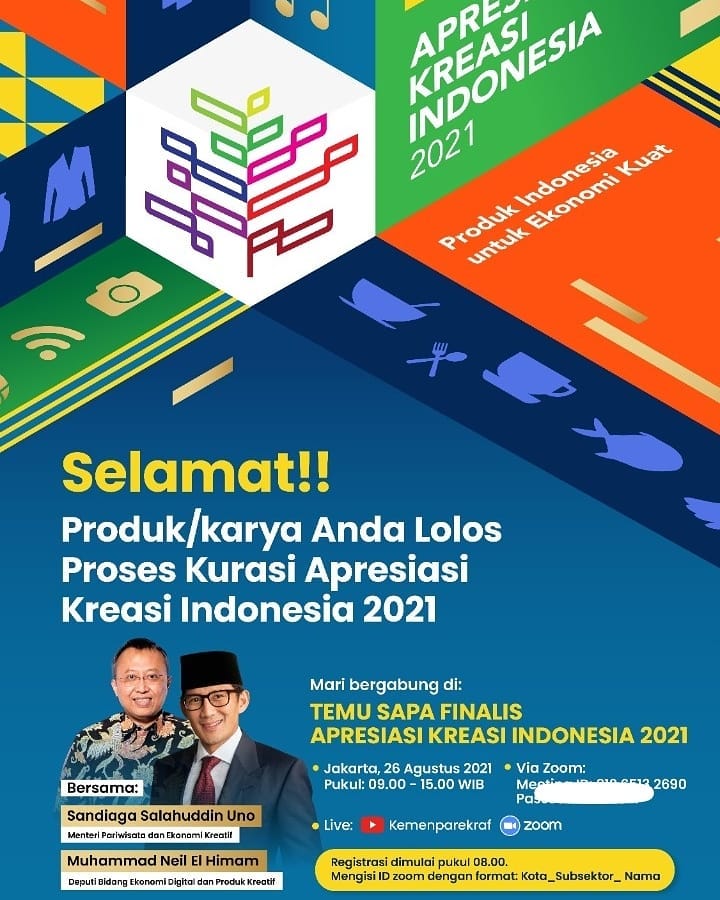 APRESIASI
KREASI
INDONESIA
2021
Produk Indonesia
untuk Ekonomi Kuat
Selamat!!
Produk/karya Anda Lolos
Proses Kurasi Apresiasi
Kreasi Indonesia 2021
Mari bergabung di:
TEMU SAPA FINALIS
APRESIASI KREASI INDONESIA 2021
• Jakarta, 26 Agustus 2021
Pukul: 09.00 - 15.00 WIB
• Via Zoom:
Meeting ID: 2690
• Live: Kemenparekraf zoom
Bersama:
Sandiaga Salahuddin Uno
Menteri Pariwisata dan Ekonomi Kreatif
Muhammad Neil El Himam
Deputi Bidang Ekonomi Digital dan Produk Kreatif
Registrasi dimulai pukul 08.00.
Mengisi ID zoom dengan format: Kota_Subsektor_ Nama